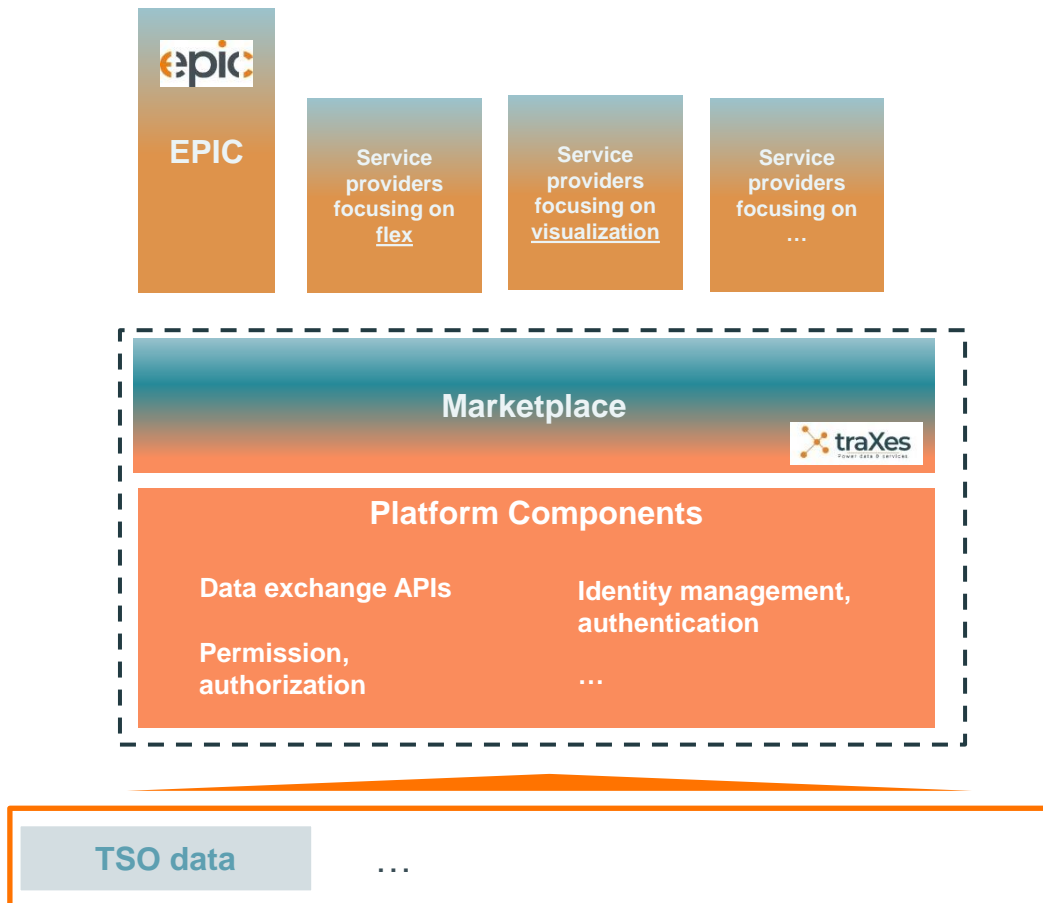 epic
EPIC
Service
providers
focusing on
flex
Service
providers
focusing on
visualization
Service
providers
focusing on
…
Marketplace
traXes
Power data & services
Platform Components
Data exchange APIs
Permission,
authorization
Identity management,
authentication
…
TSO data
...